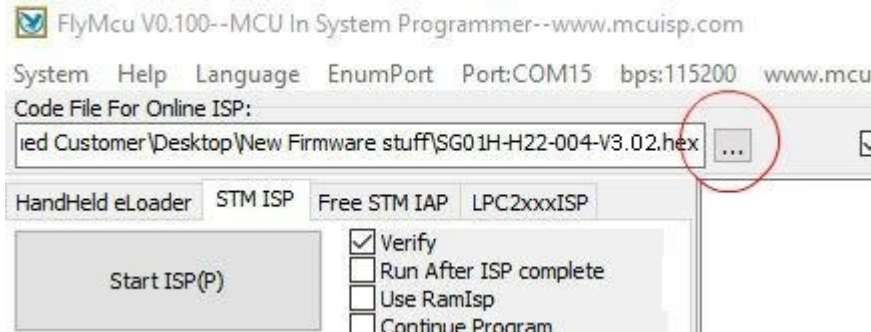 FlyMcu V0.100--MCU In System Programmer--www.mcuisp.com
System Help Language EnumPort Port:COM15 bps:115200 www.mcu
Code File For Online ISP:
ied Customer\Desktop\New Firmware stuff\SG01H-H22-004-V3.02.hex ...
HandHeld eLoader STM ISP Free STM IAP LPC2xxxISP
Start ISP(P)
Verify
Run After ISP complete
Use RamIsp
Continue Program